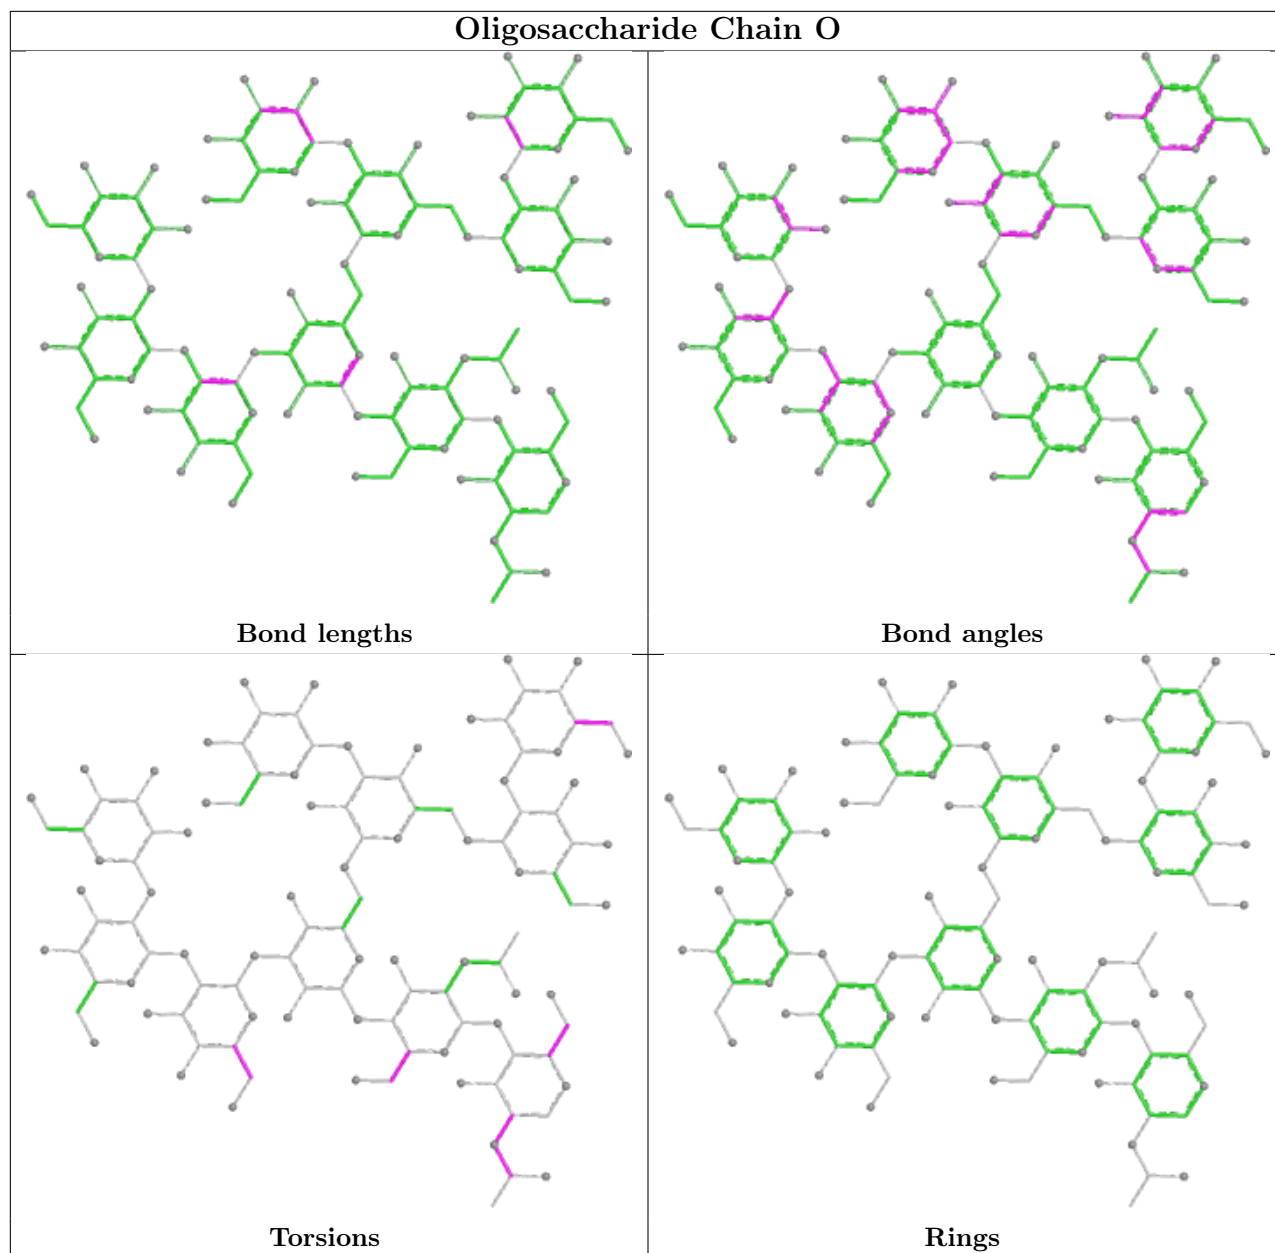 Oligosaccharide Chain O
Bond lengths
Bond angles
Torsions
Rings